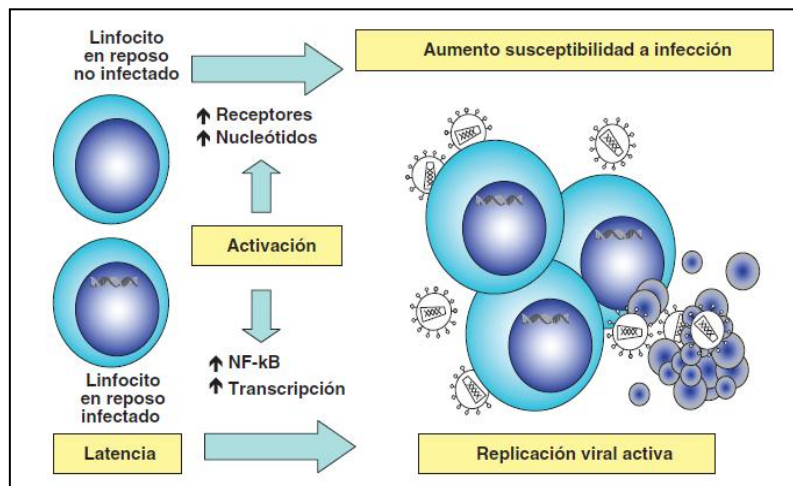 Linfocito
en reposo
no infectado
Aumento susceptibilidad a infección
Receptores
Nucleótidos
Activación
NF-kB
Transcripción
Linfocito
en reposo
infectado
Latencia
Replicación viral activa